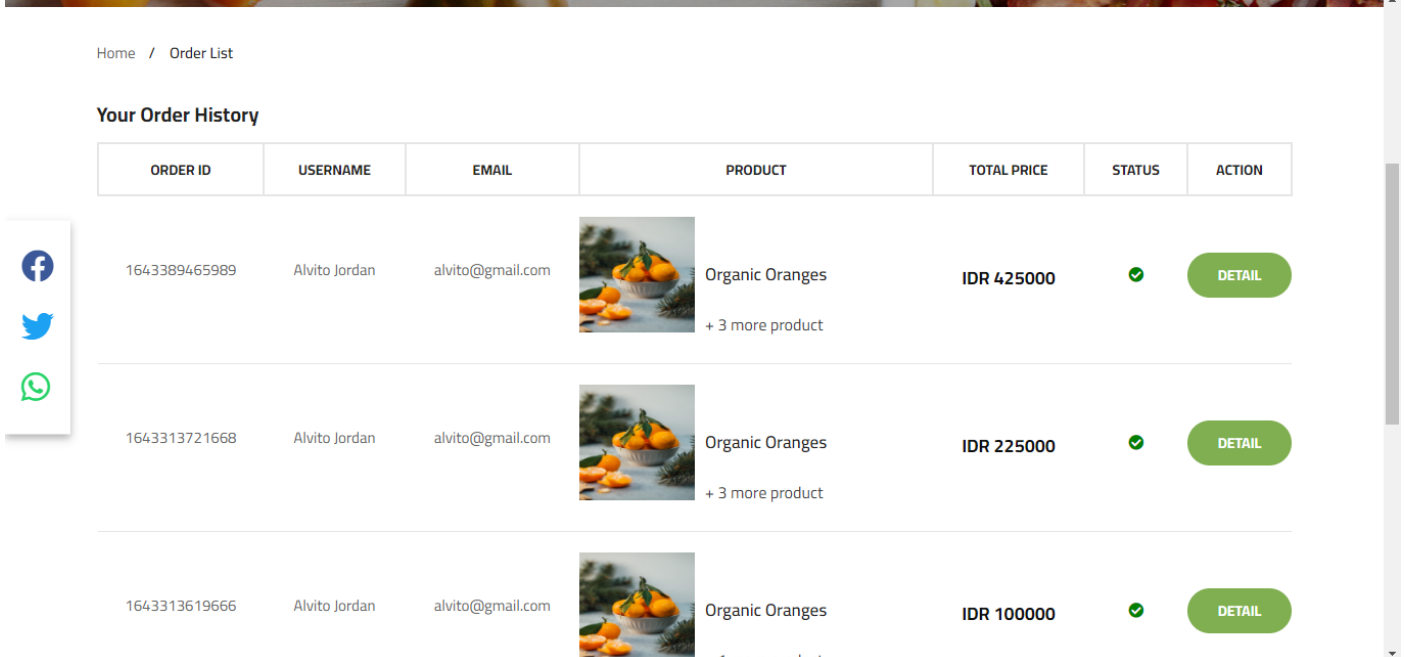 Home / Order List
Your Order History
ORDER ID USERNAME EMAIL PRODUCT TOTAL PRICE STATUS ACTION
1643389465989 Alvito Jordan alvito@gmail.com Organic Oranges IDR 425000 DETAIL
+ 3 more product
1643313721668 Alvito Jordan alvito@gmail.com Organic Oranges IDR 225000 DETAIL
+ 3 more product
1643313619666 Alvito Jordan alvito@gmail.com Organic Oranges IDR 100000 DETAIL